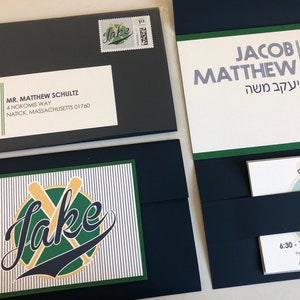 Jake
MR. MATTHEW SCHULTZ
4 NOKOMIS WAY
NATICK, MASSACHUSETTS 01760
Jake
JACOB
MATTHEW
יעקב משה
6:30 -